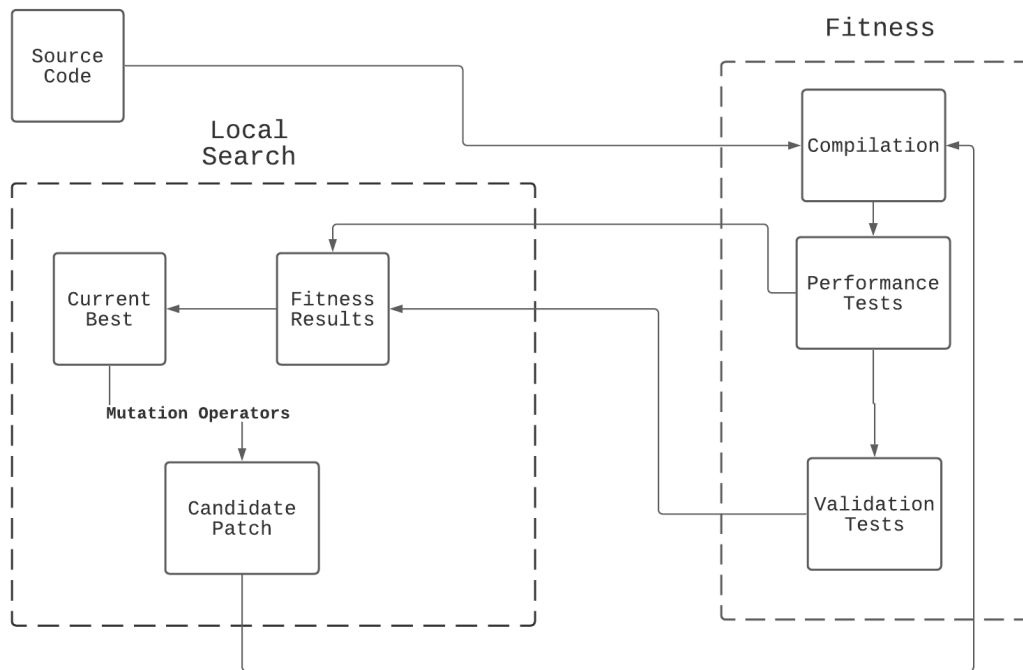 Source
Code
Fitness
Compilation
Local
Search
Current
Best
Fitness
Results
Performance
Tests
Mutation Operators
Candidate
Patch
Validation
Tests